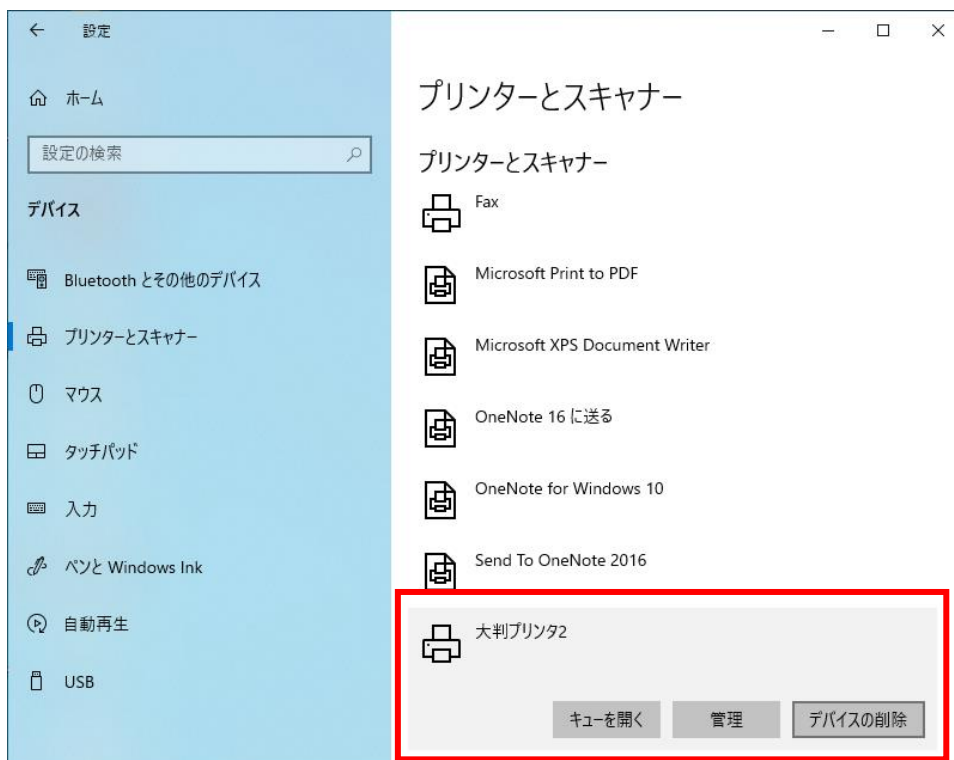 設定
ホーム
設定の検索
デバイス
Bluetooth とその他のデバイス
プリンターとスキャナー
マウス
タッチパッド
入力
ペンと Windows Ink
自動再生
USB
プリンターとスキャナー
プリンターとスキャナー
Fax
Microsoft Print to PDF
Microsoft XPS Document Writer
OneNote 16 に送る
OneNote for Windows 10
Send To OneNote 2016
大判プリンタ2
キューを開く 管理 デバイスの削除